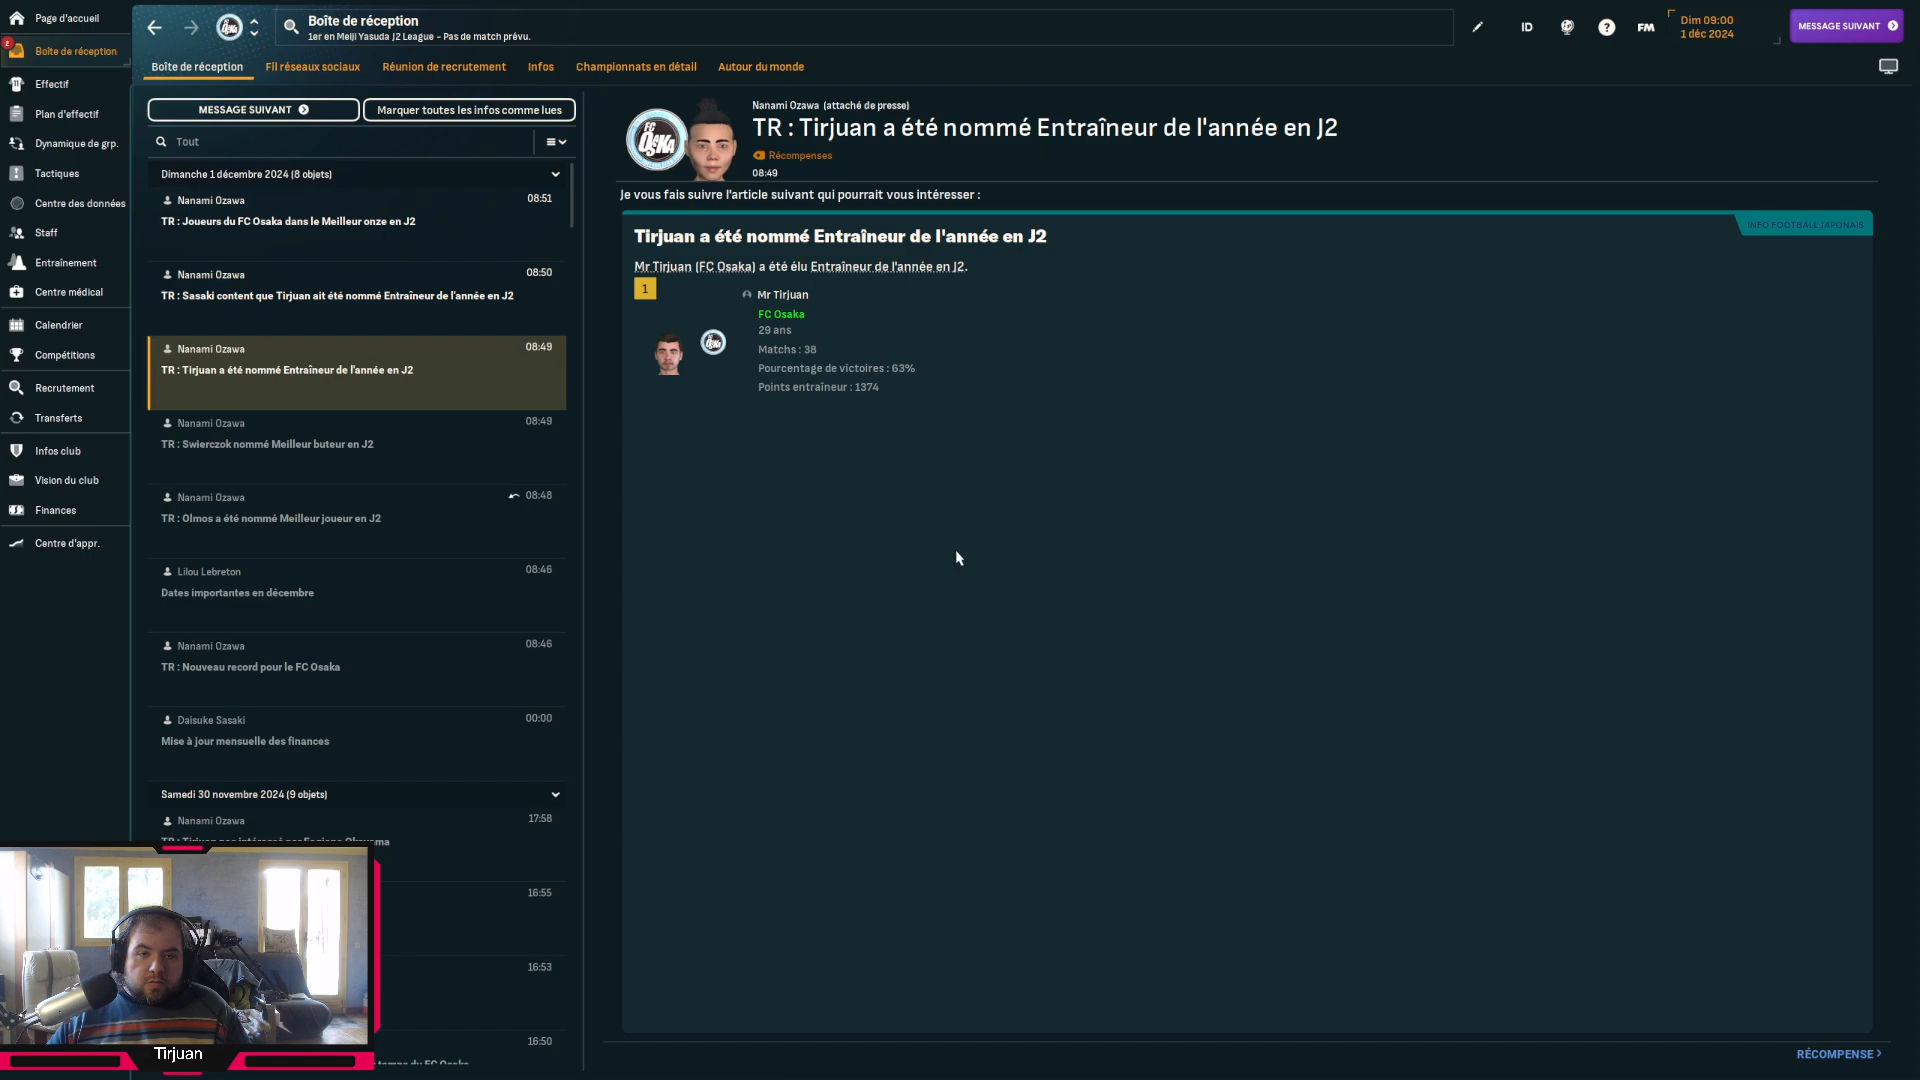 Page d'accueil
2
Boîte de réception
Effectif
Plan d'effectif
Dynamique de grp.
Tactiques
Centre des données
Staff
Entraînement
Centre médical
Calendrier
Compétitions
Recrutement
Transferts
Infos club
Vision du club
Finances
Centre d'appr.
Boîte de réception
1er en Meiji Yasuda J2 League - Pas de match prévu.
ID
?
FM
Dim 09:00
1 déc 2024
MESSAGE SUIVANT
Boîte de réception
Fil réseaux sociaux
Réunion de recrutement
Infos
Championnats en détail
Autour du monde
MESSAGE SUIVANT
Marquer toutes les infos comme lues
Tout
Dimanche 1 décembre 2024 (8 objets)
Nanami Ozawa 08:51
TR : Joueurs du FC Osaka dans le Meilleur onze en J2
Nanami Ozawa 08:50
TR : Sasaki content que Tirjuan ait été nommé Entraîneur de l'année en J2
Nanami Ozawa 08:49
TR : Tirjuan a été nommé Entraîneur de l'année en J2
Nanami Ozawa 08:49
TR : Swierczok nommé Meilleur buteur en J2
Nanami Ozawa 08:48
TR : Olmos a été nommé Meilleur joueur en J2
Lilou Lebreton 08:46
Dates importantes en décembre
Nanami Ozawa 08:46
TR : Nouveau record pour le FC Osaka
Daisuke Sasaki 00:00
Mise à jour mensuelle des finances
Samedi 30 novembre 2024 (9 objets)
Nanami Ozawa 17:58
16:55
16:53
16:50
Tirjuan
FC OSAKA
Nanami Ozawa (attaché de presse)
TR : Tirjuan a été nommé Entraîneur de l'année en J2
Récompenses
08:49
Je vous fais suivre l'article suivant qui pourrait vous intéresser :
INFO FOOTBALL JAPONAIS
Tirjuan a été nommé Entraîneur de l'année en J2
Mr Tirjuan (FC Osaka) a été élu Entraîneur de l'année en J2.
1
Mr Tirjuan
FC Osaka
29 ans
Matchs : 38
Pourcentage de victoires : 63%
Points entraîneur : 1374
RÉCOMPENSE